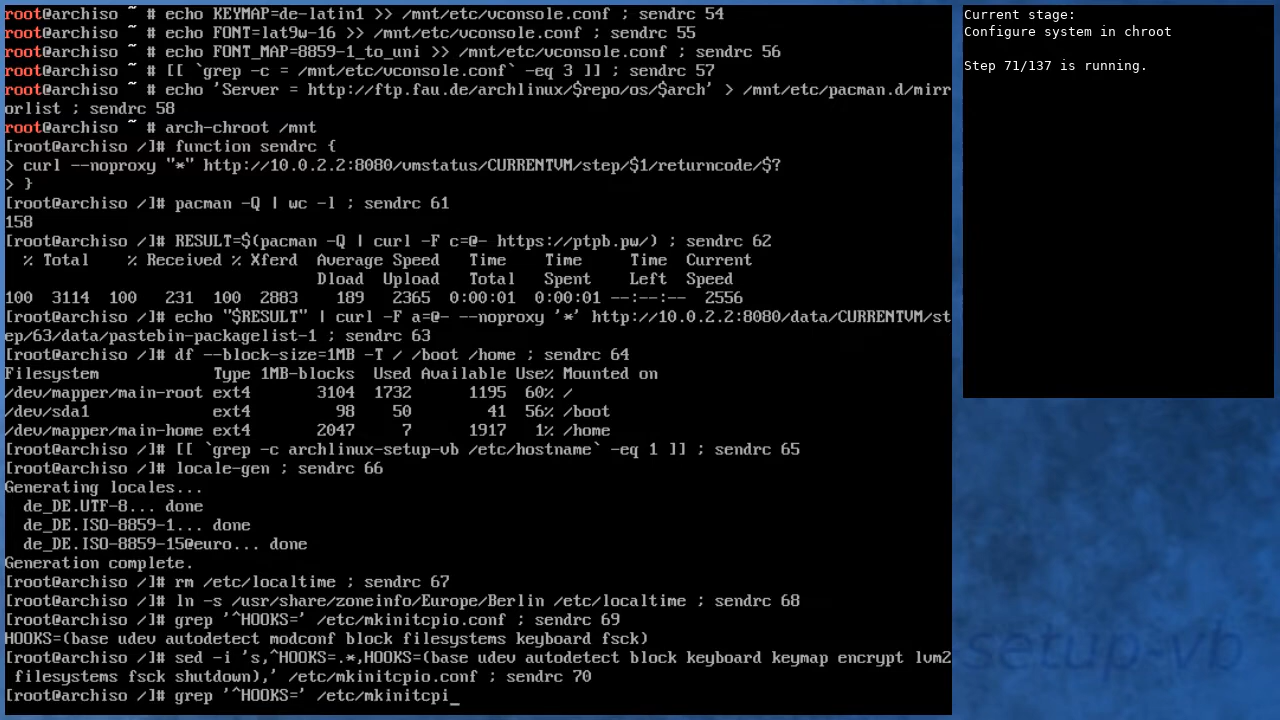 root@archiso ~ # echo KEYMAP=de-latin1 >> /mnt/etc/vconsole.conf ; sendrc 54
root@archiso ~ # echo FONT=lat9w-16 >> /mnt/etc/vconsole.conf ; sendrc 55
root@archiso ~ # echo FONT_MAP=8859-1_to_uni >> /mnt/etc/vconsole.conf ; sendrc 56
root@archiso ~ # [[ `grep -c = /mnt/etc/vconsole.conf` -eq 3 ]] ; sendrc 57
root@archiso ~ # echo 'Server = http://ftp.fau.de/archlinux/$repo/os/$arch' > /mnt/etc/pacman.d/mirr
orlist ; sendrc 58
root@archiso ~ # arch-chroot /mnt
[root@archiso /]# function sendrc {
> curl --noproxy "*" http://10.0.2.2:8080/vmstatus/CURRENTVM/step/$1/returncode/$?
> }
[root@archiso /]# pacman -Q | wc -l ; sendrc 61
158
[root@archiso /]# RESULT=$(pacman -Q | curl -F c=@- https://ptpb.pw/) ; sendrc 62
  % Total    % Received % Xferd  Average Speed   Time    Time     Time  Current
                                 Dload  Upload   Total   Spent    Left  Speed
100  3114  100   231  100  2883    189   2365  0:00:01  0:00:01 --:--:--  2556
[root@archiso /]# echo "$RESULT" | curl -F a=@- --noproxy '*' http://10.0.2.2:8080/data/CURRENTVM/st
ep/63/data/pastebin-packagelist-1 ; sendrc 63
[root@archiso /]# df --block-size=1MB -T / /boot /home ; sendrc 64
Filesystem            Type 1MB-blocks  Used Available Use% Mounted on
/dev/mapper/main-root ext4       3104  1732      1195  60% /
/dev/sda1             ext4         98    50        41  56% /boot
/dev/mapper/main-home ext4       2047     7      1917   1% /home
[root@archiso /]# [[ `grep -c archlinux-setup-vb /etc/hostname` -eq 1 ]] ; sendrc 65
[root@archiso /]# locale-gen ; sendrc 66
Generating locales...
  de_DE.UTF-8... done
  de_DE.ISO-8859-1... done
  de_DE.ISO-8859-15@euro... done
Generation complete.
[root@archiso /]# rm /etc/localtime ; sendrc 67
[root@archiso /]# ln -s /usr/share/zoneinfo/Europe/Berlin /etc/localtime ; sendrc 68
[root@archiso /]# grep '^HOOKS=' /etc/mkinitcpio.conf ; sendrc 69
HOOKS=(base udev autodetect modconf block filesystems keyboard fsck)
[root@archiso /]# sed -i 's,^HOOKS=.*,HOOKS=(base udev autodetect block keyboard keymap encrypt lvm2
 filesystems fsck shutdown),' /etc/mkinitcpio.conf ; sendrc 70
[root@archiso /]# grep '^HOOKS=' /etc/mkinitcpi_
Current stage:
Configure system in chroot
Step 71/137 is running.
setup-vb